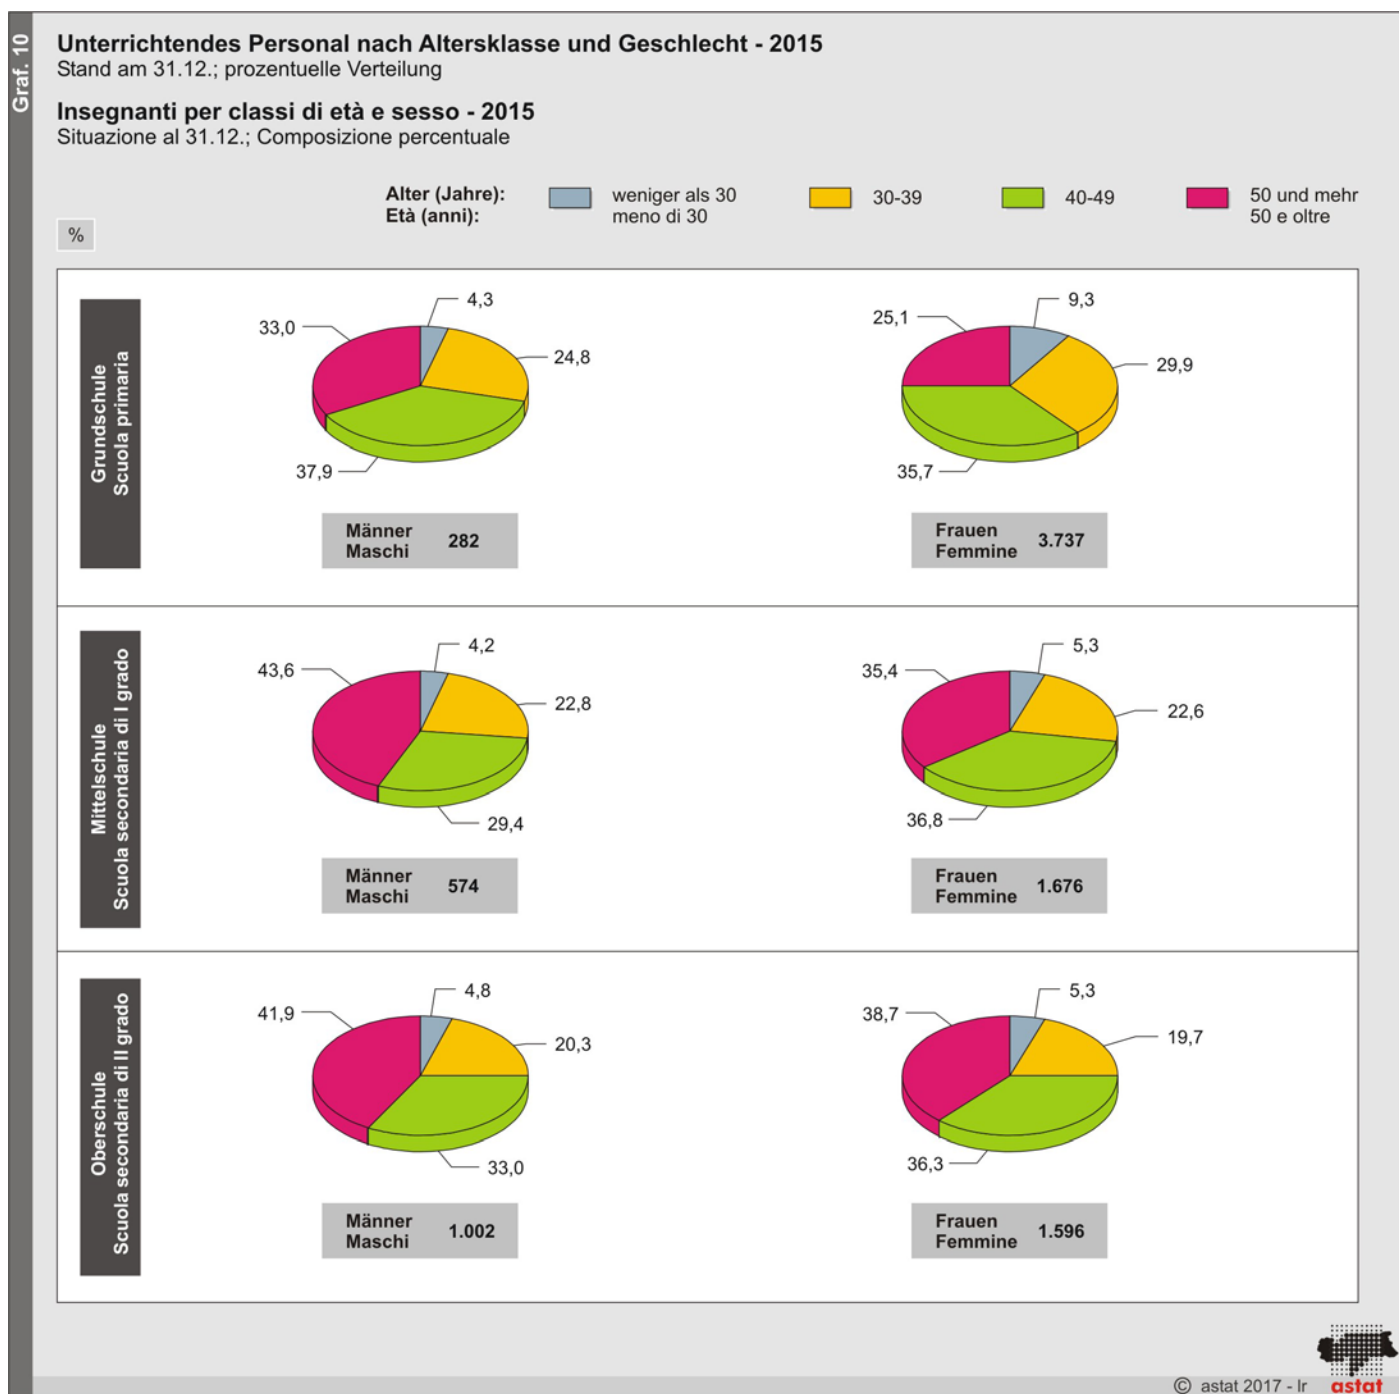 Graf. 10
Unterrichtendes Personal nach Altersklasse und Geschlecht - 2015
Stand am 31.12.; prozentuelle Verteilung
Insegnanti per classi di età e sesso - 2015
Situazione al 31.12.; Composizione percentuale
Alter (Jahre):
Età (anni):
weniger als 30
meno di 30
30-39
40-49
50 und mehr
50 e oltre
%
Grundschule
Scuola primaria
4,3
33,0
24,8
37,9
Männer
Maschi
282
9,3
25,1
29,9
35,7
Frauen
Femmine
3.737
Mittelschule
Scuola secondaria di I grado
4,2
43,6
22,8
29,4
Männer
Maschi
574
5,3
35,4
22,6
36,8
Frauen
Femmine
1.676
Oberschule
Scuola secondaria di II grado
4,8
41,9
20,3
33,0
Männer
Maschi
1.002
5,3
38,7
19,7
36,3
Frauen
Femmine
1.596
© astat 2017 - lr
astat